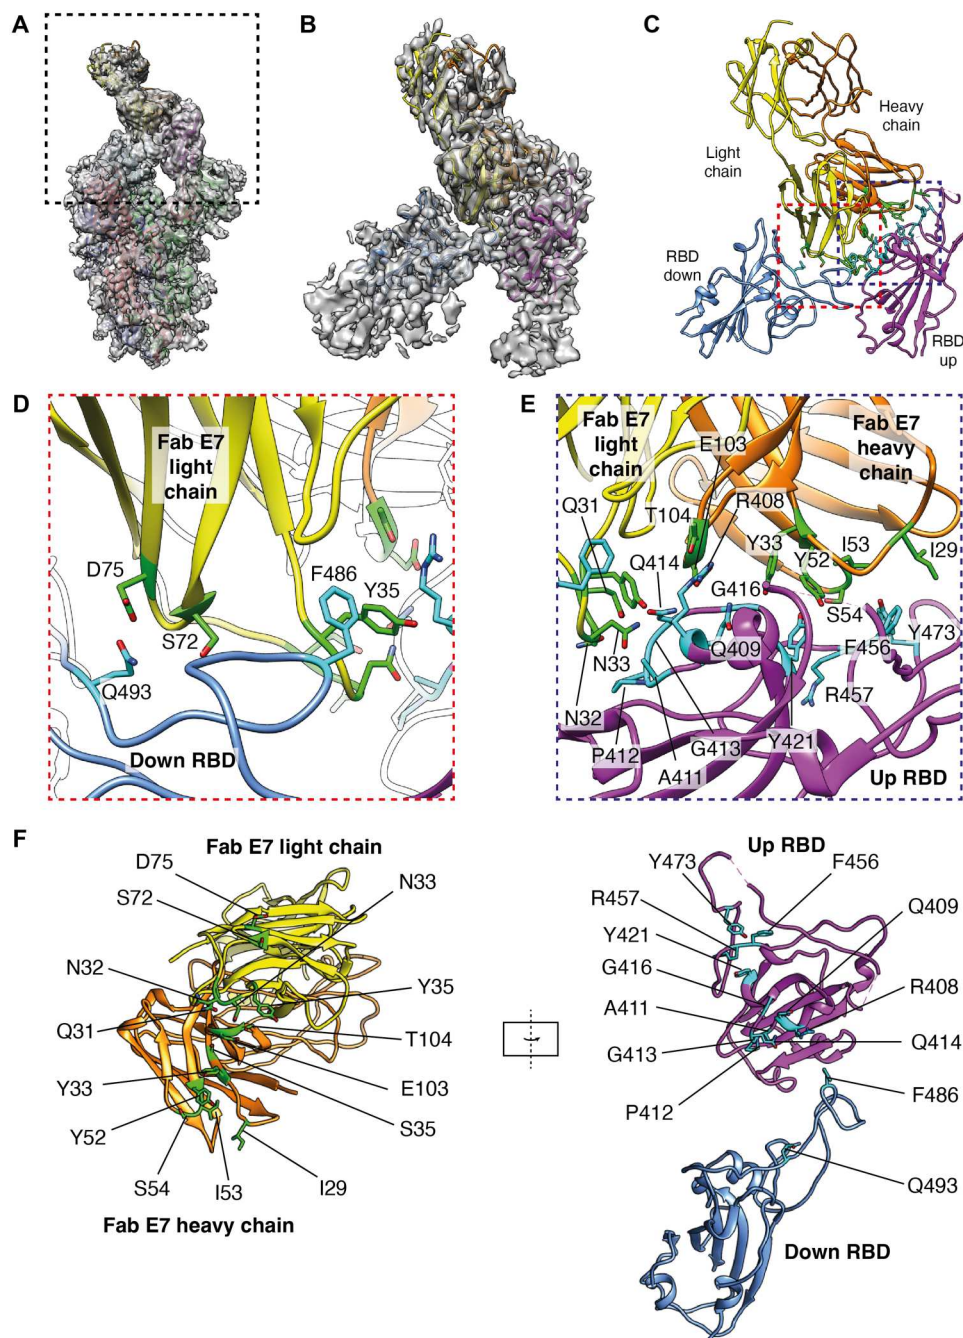 A
B
C
Heavy
chain
Light
chain
RBD
down
RBD
up
D
Fab E7
light
chain
D75
S72
F486
Y35
Q493
Down RBD
E
Fab E7
light
chain
E103
Fab E7
heavy
chain
Q31
T104
R408
Y33
I53
Y52
I29
Q414
G416
S54
Y473
N33
Q409
F456
N32
R457
P412
G413
Y421
A411
Up RBD
F
Fab E7 light chain
D75
S72
N33
N32
Y35
Q31
T104
Y33
E103
Y52
S35
S54
I53
I29
Fab E7 heavy chain
Up RBD
Y473
F456
R457
Q409
Y421
G416
R408
A411
G413
Q414
P412
F486
Q493
Down RBD